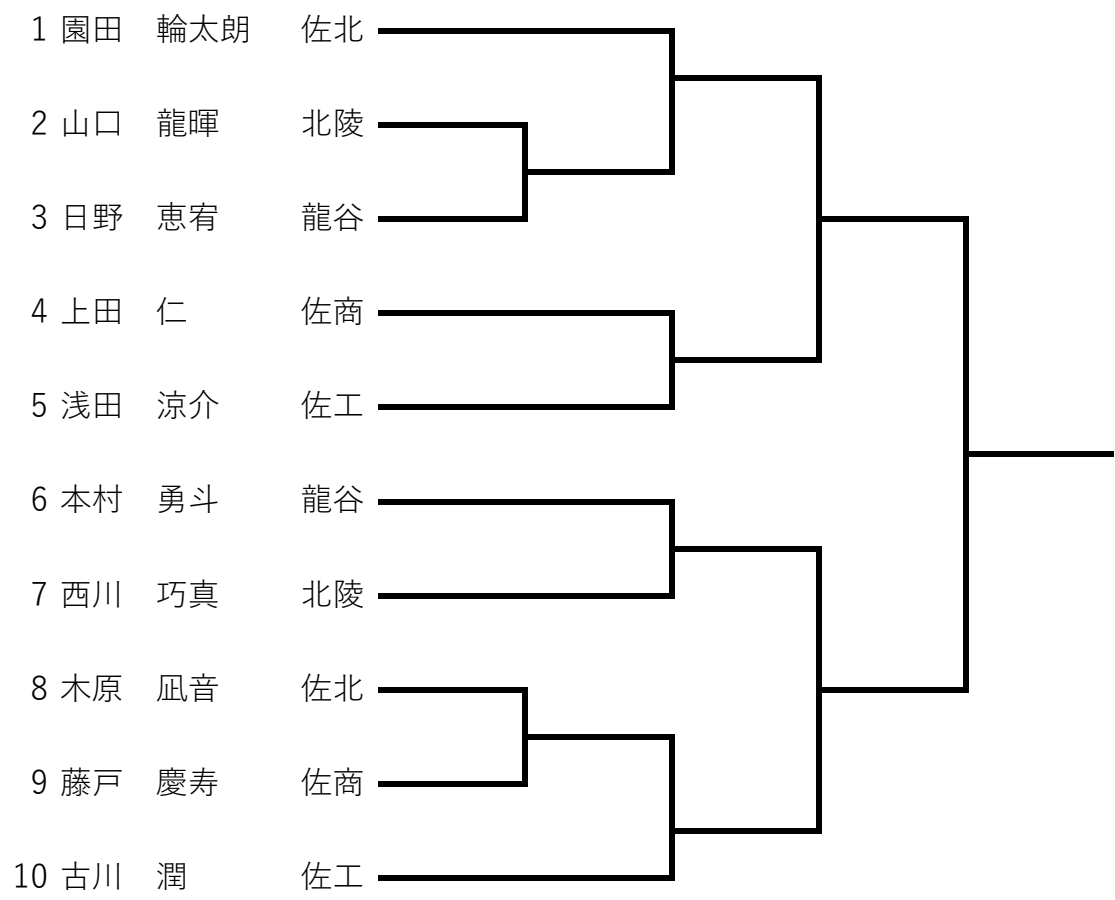 1 園田 輪太朗 佐北
2 山口 龍暉 北陵
3 日野 恵宥 龍谷
4 上田 仁 佐商
5 浅田 涼介 佐工
6 本村 勇斗 龍谷
7 西川 巧真 北陵
8 木原 凪音 佐北
9 藤戸 慶寿 佐商
10 古川 潤 佐工